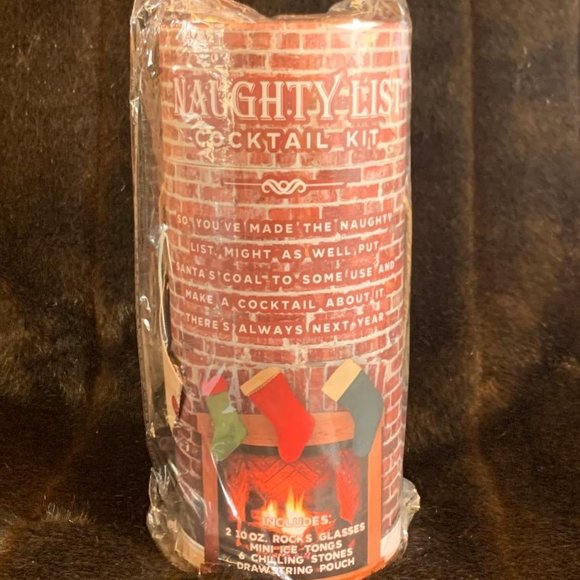 NAUGHTY LIST
COCKTAIL KIT
SO YOU'VE MADE THE NAUGHTY
LIST. MIGHT AS WELL PUT
SANTA'S COAL TO SOME USE AND
MAKE A COCKTAIL ABOUT IT
THERE'S ALWAYS NEXT YEAR
INCLUDES:
2 10 OZ. ROCKS GLASSES
MINI ICE TONGS
6 CHILLING STONES
DRAWSTRING POUCH